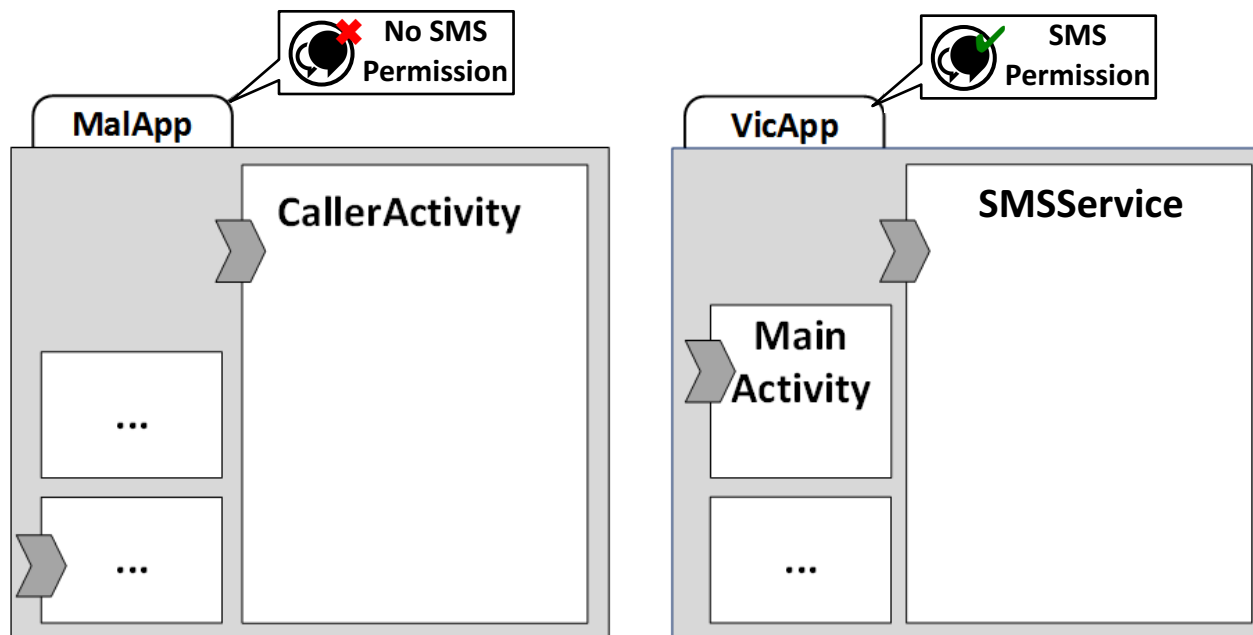 No SMS
Permission
MalApp
CallerActivity
...
...
SMS
Permission
VicApp
SMSService
Main
Activity
...